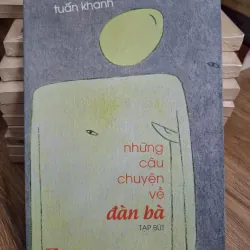 tuấn khanh
những
câu
chuyện
về
đàn bà
TẠP BÚT